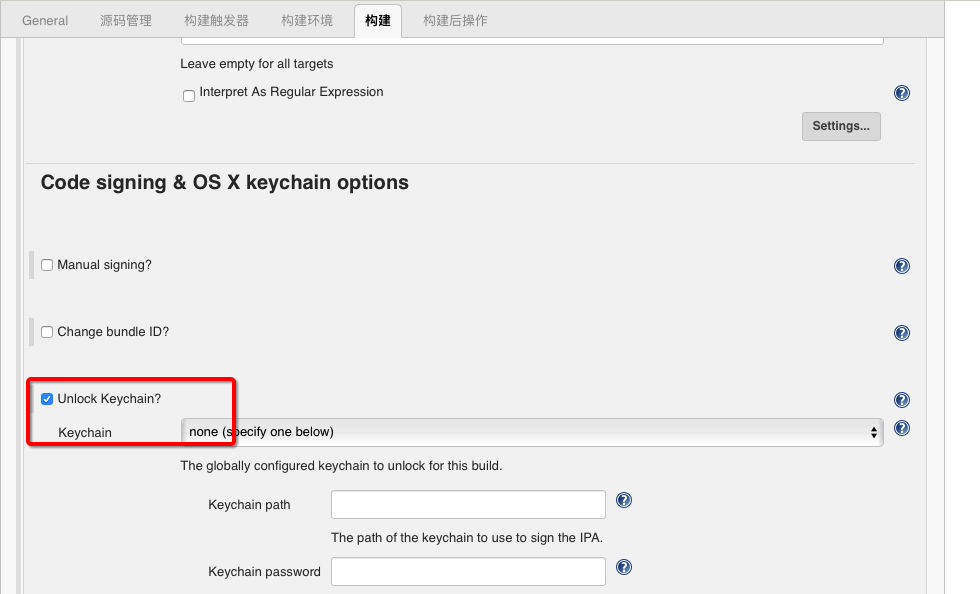 General 源码管理 构建触发器 构建环境 构建 构建后操作
Leave empty for all targets
Interpret As Regular Expression
Settings...
Code signing & OS X keychain options
Manual signing?
Change bundle ID?
Unlock Keychain?
Keychain none (specify one below)
The globally configured keychain to unlock for this build.
Keychain path
The path of the keychain to use to sign the IPA.
Keychain password